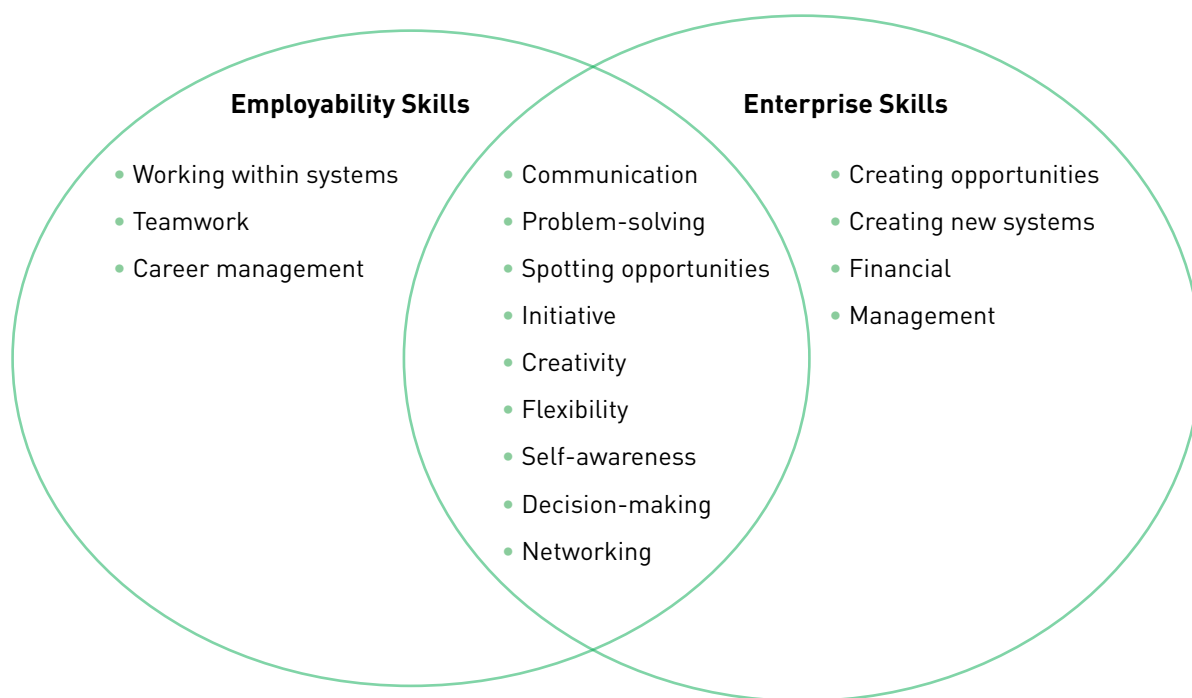 Employability Skills
Enterprise Skills
• Working within systems
• Teamwork
• Career management
• Communication
• Problem-solving
• Spotting opportunities
• Initiative
• Creativity
• Flexibility
• Self-awareness
• Decision-making
• Networking
• Creating opportunities
• Creating new systems
• Financial
• Management